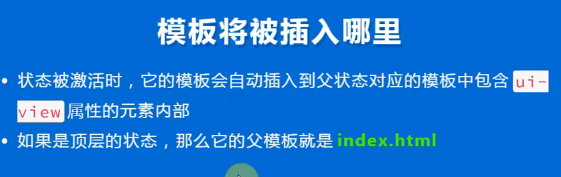 模板将被插入哪里
• 状态被激活时，它的模板会自动插入到父状态对应的模板中包含 ui-
view 属性的元素内部
• 如果是顶层的状态，那么它的父模板就是 index.html